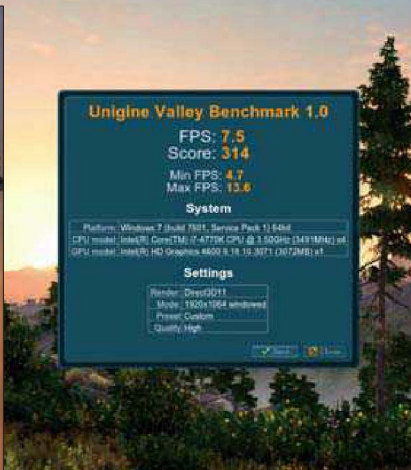 Unigine Valley Benchmark 1.0
FPS: 7.5
Score: 314
Min FPS: 4.7
Max FPS: 13.6
System
Platform: Windows 7 (build 7601, Service Pack 1) 64bit
CPU model: Intel(R) Core(TM) i7-4770K CPU @ 3.50GHz (3491MHz) x4
GPU model: Intel(R) HD Graphics 4600 9.18.10.3071 (3072MB) x1
Settings
Render: Direct3D11
Mode: 1920x1064 windowed
Preset: Custom
Quality: High